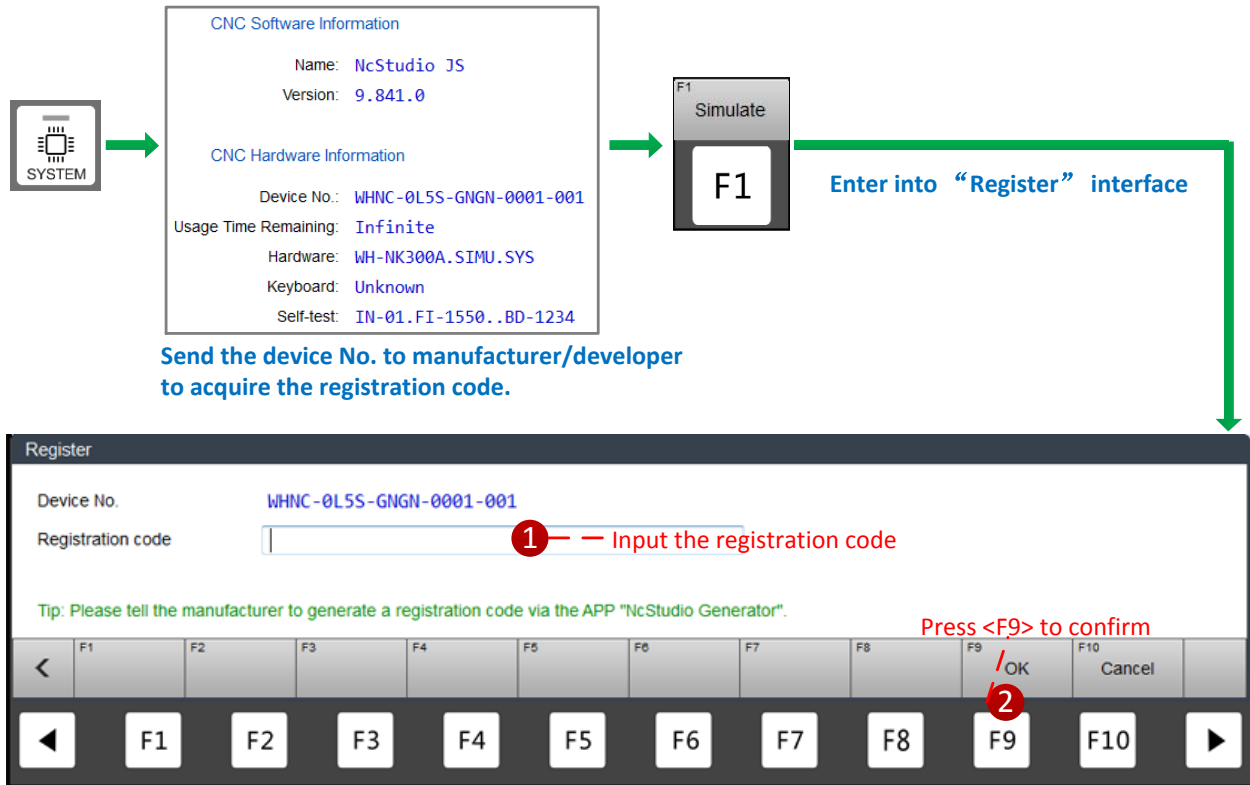 SYSTEM
CNC Software Information
Name: NcStudio JS
Version: 9.841.0
CNC Hardware Information
Device No.: WHNC-0L5S-GNGN-0001-001
Usage Time Remaining: Infinite
Hardware: WH-NK300A.SIMU.SYS
Keyboard: Unknown
Self-test: IN-01.FI-1550..BD-1234
Send the device No. to manufacturer/developer
to acquire the registration code.
F1
Simulate
F1
Enter into “Register” interface
Register
Device No. WHNC-0L5S-GNGN-0001-001
Registration code
1 Input the registration code
Tip: Please tell the manufacturer to generate a registration code via the APP "NcStudio Generator".
Press <F9> to confirm
< F1 F2 F3 F4 F5 F6 F7 F8 F9 F10
OK Cancel
2
F1 F2 F3 F4 F5 F6 F7 F8 F9 F10